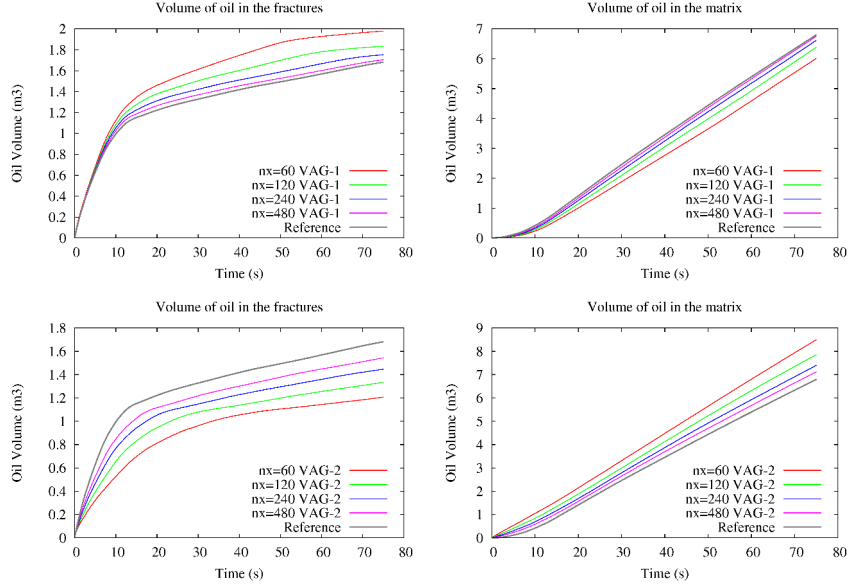 Volume of oil in the fractures
Oil Volume (m3)
2
1.8
1.6
1.4
1.2
1
0.8
0.6
0.4
0.2
0
nx=60 VAG-1
nx=120 VAG-1
nx=240 VAG-1
nx=480 VAG-1
Reference
0 10 20 30 40 50 60 70 80
Time (s)
Volume of oil in the matrix
Oil Volume (m3)
7
6
5
4
3
2
1
0
nx=60 VAG-1
nx=120 VAG-1
nx=240 VAG-1
nx=480 VAG-1
Reference
0 10 20 30 40 50 60 70 80
Time (s)
Volume of oil in the fractures
Oil Volume (m3)
1.8
1.6
1.4
1.2
1
0.8
0.6
0.4
0.2
0
nx=60 VAG-2
nx=120 VAG-2
nx=240 VAG-2
nx=480 VAG-2
Reference
0 10 20 30 40 50 60 70 80
Time (s)
Volume of oil in the matrix
Oil Volume (m3)
9
8
7
6
5
4
3
2
1
0
nx=60 VAG-2
nx=120 VAG-2
nx=240 VAG-2
nx=480 VAG-2
Reference
0 10 20 30 40 50 60 70 80
Time (s)